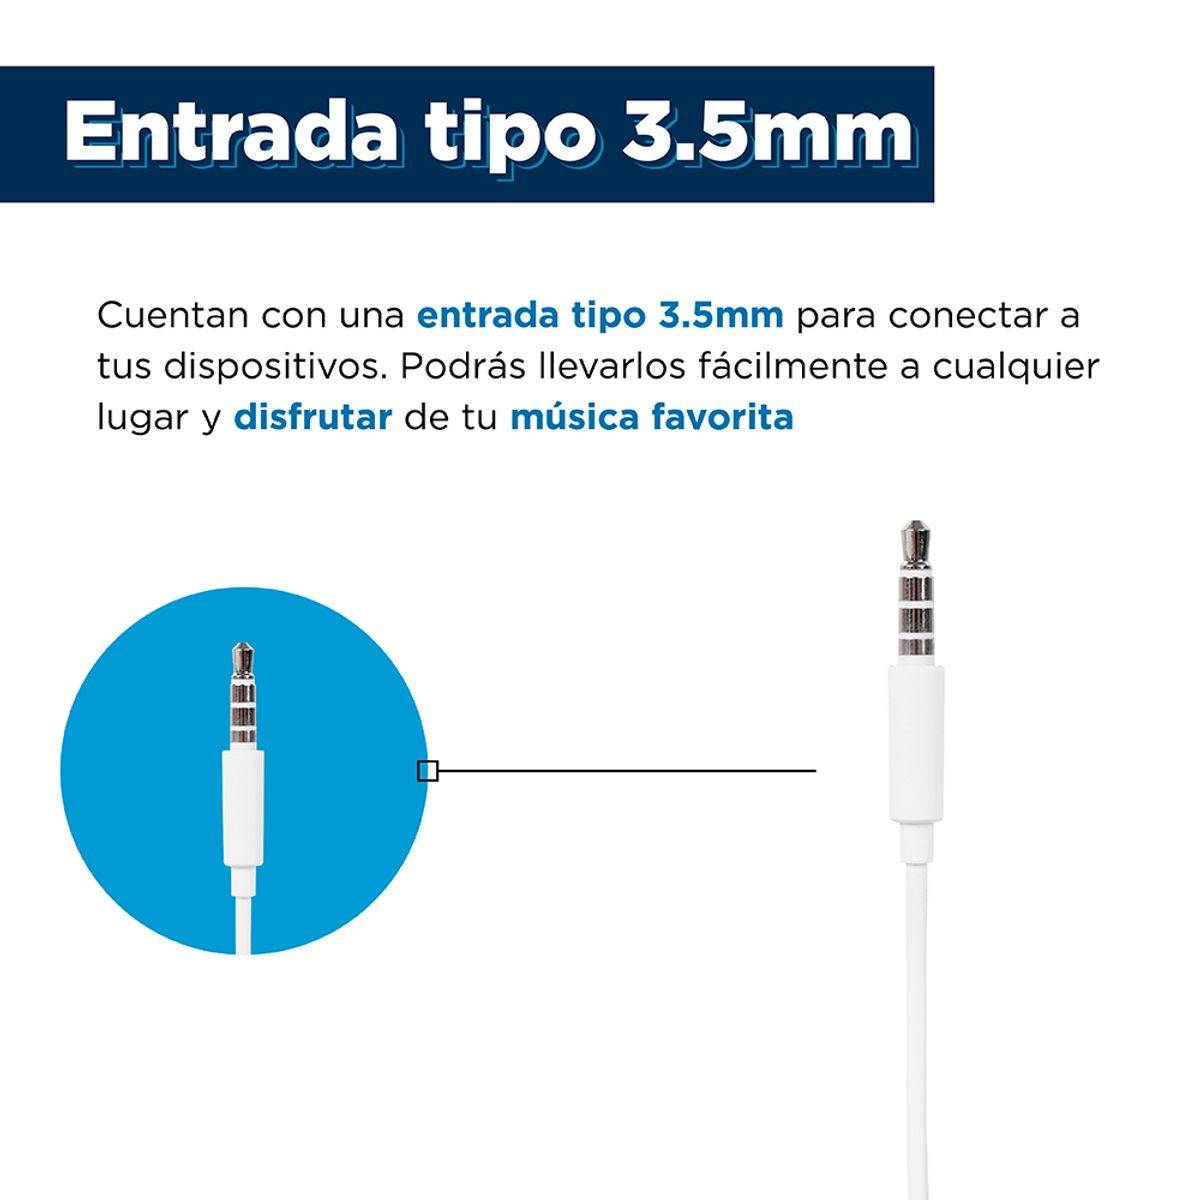 Entrada tipo 3.5mm
Cuentan con una entrada tipo 3.5mm para conectar a
tus dispositivos. Podrás llevarlos fácilmente a cualquier
lugar y disfrutar de tu música favorita